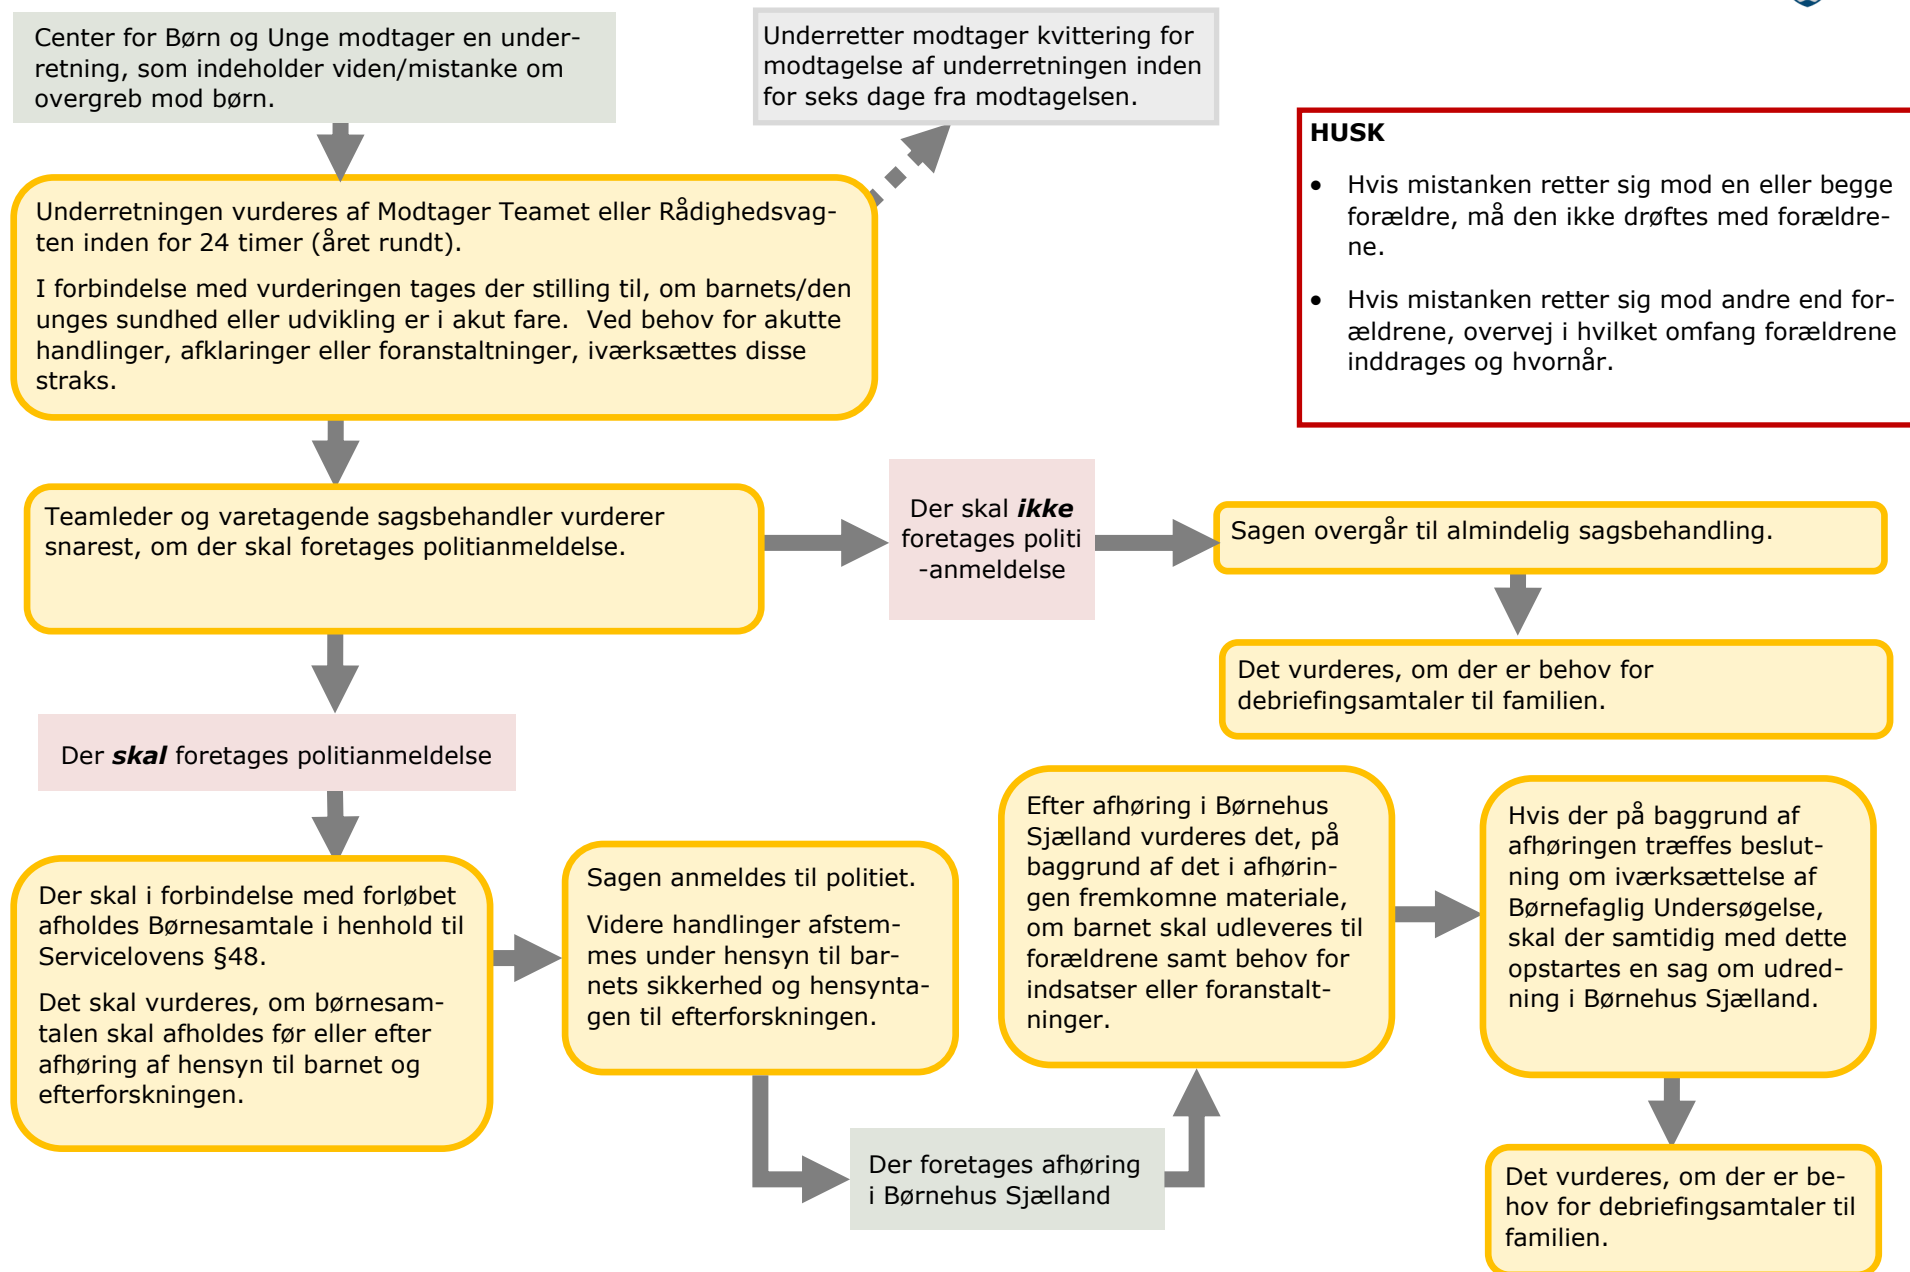 Center for Børn og Unge modtager en under-
retning, som indeholder viden/mistanke om
overgreb mod børn.
Underretter modtager kvittering for
modtagelse af underretningen inden
for seks dage fra modtagelsen.
HUSK
• Hvis mistanken retter sig mod en eller begge
forældre, må den ikke drøftes med forældre-
ne.
• Hvis mistanken retter sig mod andre end for-
ældrene, overvej i hvilket omfang forældrene
inddrages og hvornår.
Underretningen vurderes af Modtager Teamet eller Rådighedsvag-
ten inden for 24 timer (året rundt).
I forbindelse med vurderingen tages der stilling til, om barnets/den
unges sundhed eller udvikling er i akut fare.  Ved behov for akutte
handlinger, afklaringer eller foranstaltninger, iværksættes disse
straks.
Teamleder og varetagende sagsbehandler vurderer
snarest, om der skal foretages politianmeldelse.
Der skal ikke
foretages politi
-anmeldelse
Sagen overgår til almindelig sagsbehandling.
Det vurderes, om der er behov for
debriefingsamtaler til familien.
Der skal foretages politianmeldelse
Der skal i forbindelse med forløbet
afholdes Børnesamtale i henhold til
Servicelovens §48.
Det skal vurderes, om børnesam-
talen skal afholdes før eller efter
afhøring af hensyn til barnet og
efterforskningen.
Sagen anmeldes til politiet.
Videre handlinger afstem-
mes under hensyn til bar-
nets sikkerhed og hensynta-
gen til efterforskningen.
Der foretages afhøring
i Børnehus Sjælland
Efter afhøring i Børnehus
Sjælland vurderes det, på
baggrund af det i afhørin-
gen fremkomne materiale,
om barnet skal udleveres til
forældrene samt behov for
indsatser eller foranstalt-
ninger.
Hvis der på baggrund af
afhøringen træffes beslut-
ning om iværksættelse af
Børnefaglig Undersøgelse,
skal der samtidig med dette
opstartes en sag om udred-
ning i Børnehus Sjælland.
Det vurderes, om der er be-
hov for debriefingsamtaler til
familien.